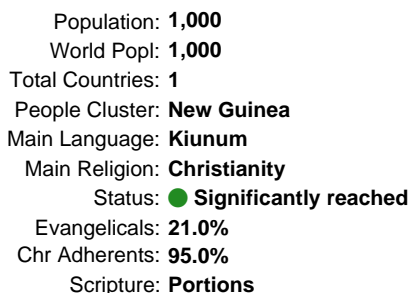 Population: 1,000
World Popl: 1,000
Total Countries: 1
People Cluster: New Guinea
Main Language: Kiunum
Main Religion: Christianity
Status: Significantly reached
Evangelicals: 21.0%
Chr Adherents: 95.0%
Scripture: Portions